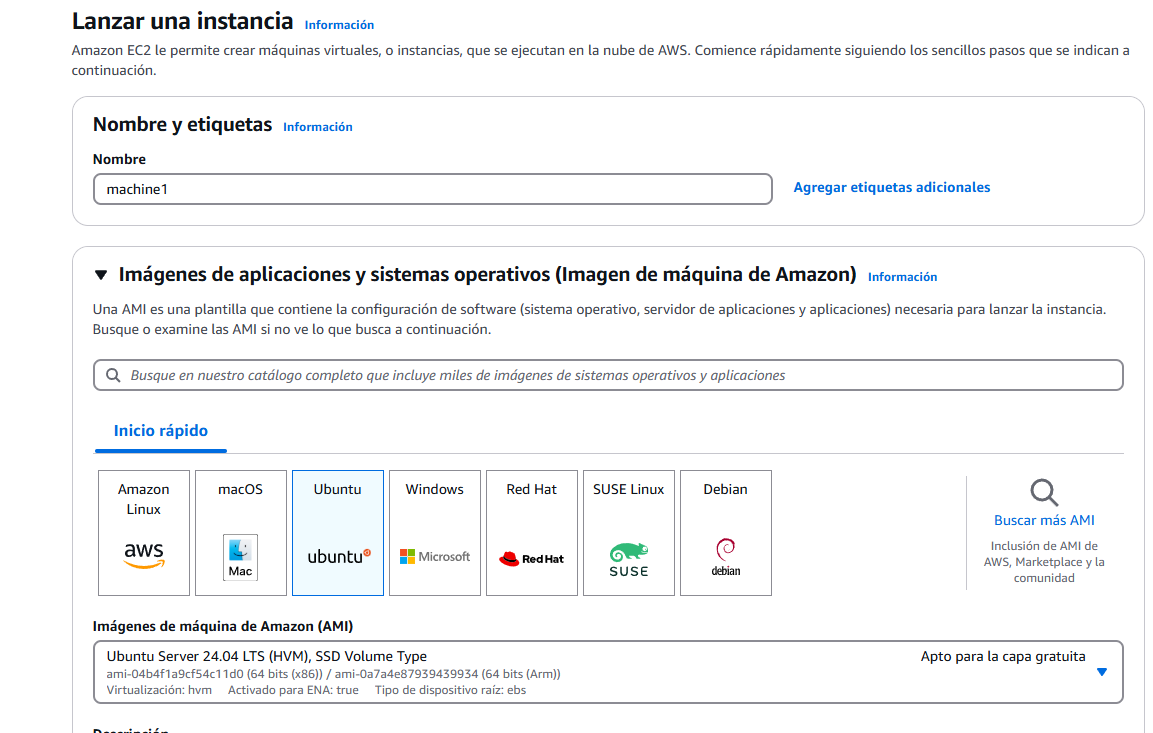 Lanzar una instancia Información
Amazon EC2 le permite crear máquinas virtuales, o instancias, que se ejecutan en la nube de AWS. Comience rápidamente siguiendo los sencillos pasos que se indican a
continuación.
Nombre y etiquetas Información
Nombre
machine1
Agregar etiquetas adicionales
Imágenes de aplicaciones y sistemas operativos (Imagen de máquina de Amazon) Información
Una AMI es una plantilla que contiene la configuración de software (sistema operativo, servidor de aplicaciones y aplicaciones) necesaria para lanzar la instancia.
Busque o examine las AMI si no ve lo que busca a continuación.
Busque en nuestro catálogo completo que incluye miles de imágenes de sistemas operativos y aplicaciones
Inicio rápido
Amazon
Linux
aws
macOS
Mac
Ubuntu
ubuntu
Windows
Microsoft
Red Hat
Red Hat
SUSE Linux
SUSE
Debian
debian
Buscar más AMI
Inclusión de AMI de
AWS, Marketplace y la
comunidad
Imágenes de máquina de Amazon (AMI)
Ubuntu Server 24.04 LTS (HVM), SSD Volume Type
Apto para la capa gratuita
ami-04b4f1a9cf54c11d0 (64 bits (x86)) / ami-0a7a4e87939439934 (64 bits (Arm))
Virtualización: hvm Activado para ENA: true Tipo de dispositivo raíz: ebs
Descripción